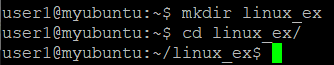 user1@myubuntu:~$ mkdir linux_ex
user1@myubuntu:~$ cd linux_ex/
user1@myubuntu:~/linux_ex$